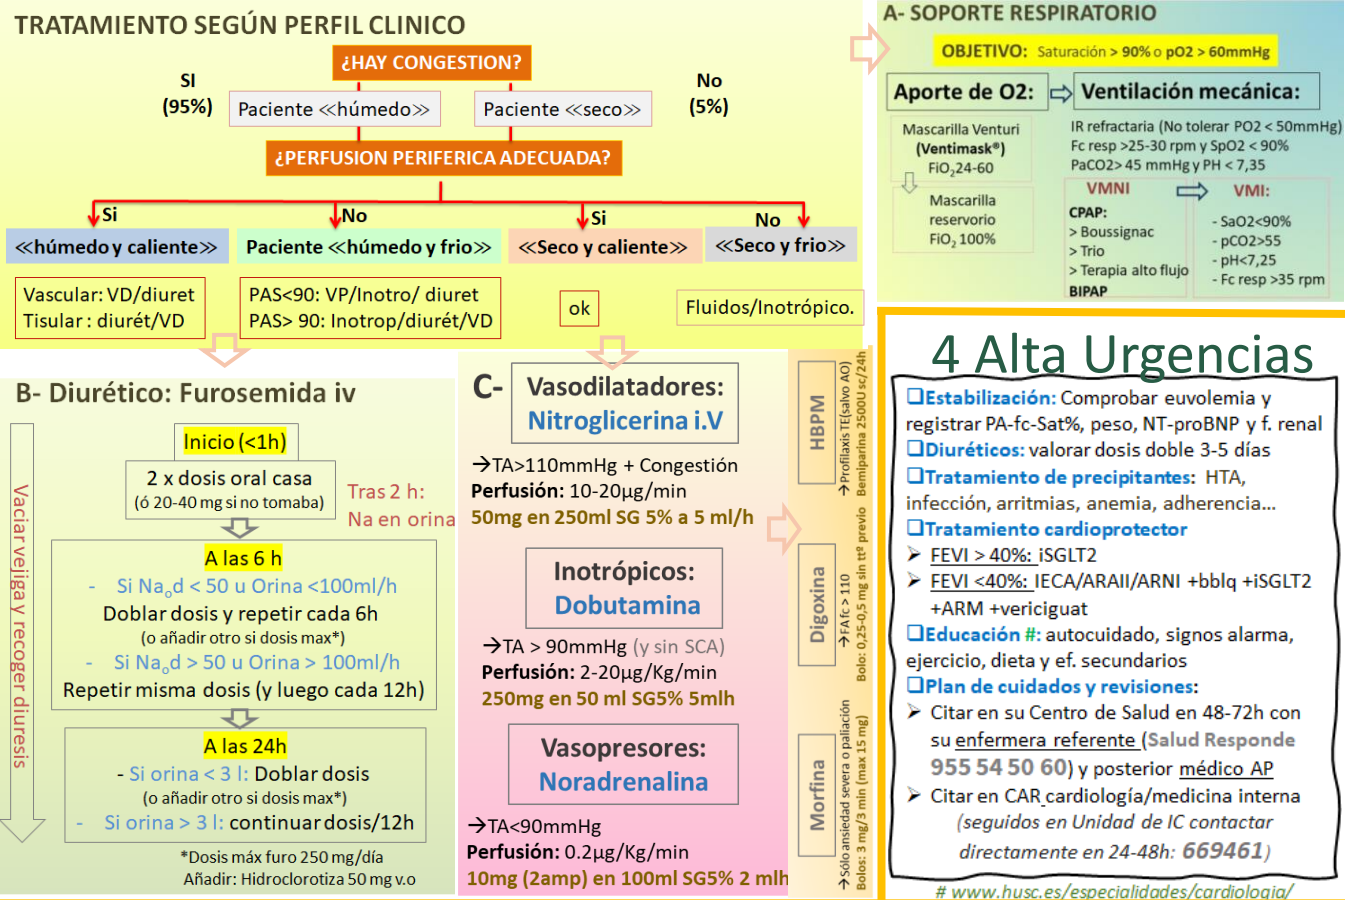 TRATAMIENTO SEGÚN PERFIL CLINICO
¿HAY CONGESTION?
SI
(95%)
No
(5%)
Paciente <<húmedo>>
Paciente <<seco>>
¿PERFUSION PERIFERICA ADECUADA?
Si
No
Si
No
<<húmedo y caliente>>
Paciente <<húmedo y frio>>
<<Seco y caliente>>
<<Seco y frio>>
Vascular: VD/diuret
Tisular : diurét/VD
PAS<90: VP/Inotro/ diuret
PAS> 90: Inotrop/diurét/VD
ok
Fluidos/Inotrópico.
A- SOPORTE RESPIRATORIO
OBJETIVO: Saturación > 90% o pO2 > 60mmHg
Aporte de O2:
Ventilación mecánica:
Mascarilla Venturi
(Ventimask®)
FiO₂24-60
Mascarilla
reservorio
FiO₂ 100%
IR refractaria (No tolerar PO2 < 50mmHg)
Fc resp >25-30 rpm y SpO2 < 90%
PaCO2> 45 mmHg y PH < 7,35
VMNI
CPAP:
> Boussignac
> Trio
> Terapia alto flujo
BIPAP
VMI:
- SaO2<90%
- pCO2>55
- pH<7,25
- Fc resp >35 rpm
B- Diurético: Furosemida iv
Vaciar vejiga y recoger diuresis
Inicio (<1h)
2 x dosis oral casa
(ó 20-40 mg si no tomaba)
Tras 2 h:
Na en orina
A las 6 h
- Si Naₒd < 50 u Orina <100ml/h
Doblar dosis y repetir cada 6h
(o añadir otro si dosis max*)
- Si Naₒd > 50 u Orina > 100ml/h
Repetir misma dosis (y luego cada 12h)
A las 24h
- Si orina < 3 l: Doblar dosis
(o añadir otro si dosis max*)
- Si orina > 3 l: continuar dosis/12h
*Dosis máx furo 250 mg/día
Añadir: Hidroclorotiza 50 mg v.o
C-
Vasodilatadores:
Nitroglicerina i.V
→TA>110mmHg + Congestión
Perfusión: 10-20µg/min
50mg en 250ml SG 5% a 5 ml/h
Inotrópicos:
Dobutamina
→TA > 90mmHg (y sin SCA)
Perfusión: 2-20µg/Kg/min
250mg en 50 ml SG5% 5mlh
Vasopresores:
Noradrenalina
→TA<90mmHg
Perfusión: 0.2µg/Kg/min
10mg (2amp) en 100ml SG5% 2 mlh
HBPM
→Profilaxis TE(salvo AO)
Bemiparina 2500U sc/24h
Digoxina
→FA fc > 110
Bolo: 0,25-0,5 mg sin ttº previo
Morfina
→Sólo ansiedad severa o paliación
Bolos: 3 mg/3 min (max 15 mg)
4 Alta Urgencias
❑Estabilización: Comprobar euvolemia y
registrar PA-fc-Sat%, peso, NT-proBNP y f. renal
❑Diuréticos: valorar dosis doble 3-5 días
❑Tratamiento de precipitantes: HTA,
infección, arritmias, anemia, adherencia...
❑Tratamiento cardioprotector
➢ FEVI > 40%: iSGLT2
➢ FEVI <40%: IECA/ARAII/ARNI +bblq +iSGLT2
+ARM +vericiguat
❑Educación #: autocuidado, signos alarma,
ejercicio, dieta y ef. secundarios
❑Plan de cuidados y revisiones:
➢ Citar en su Centro de Salud en 48-72h con
su enfermera referente (Salud Responde
955 54 50 60) y posterior médico AP
➢ Citar en CAR cardiología/medicina interna
(seguidos en Unidad de IC contactar
directamente en 24-48h: 669461)
# www.husc.es/especialidades/cardiologia/